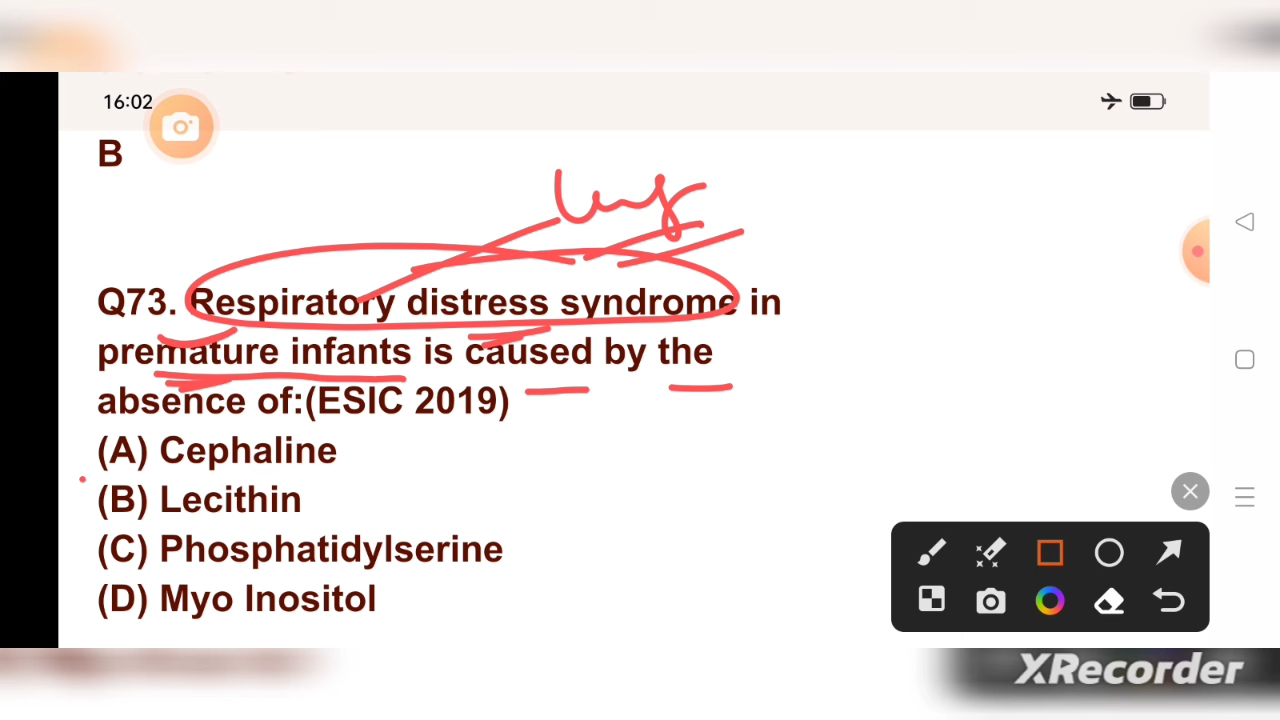 16:02
B
lung
Q73. Respiratory distress syndrome in
premature infants is caused by the
absence of:(ESIC 2019)
(A) Cephaline
(B) Lecithin
(C) Phosphatidylserine
(D) Myo Inositol
XRecorder